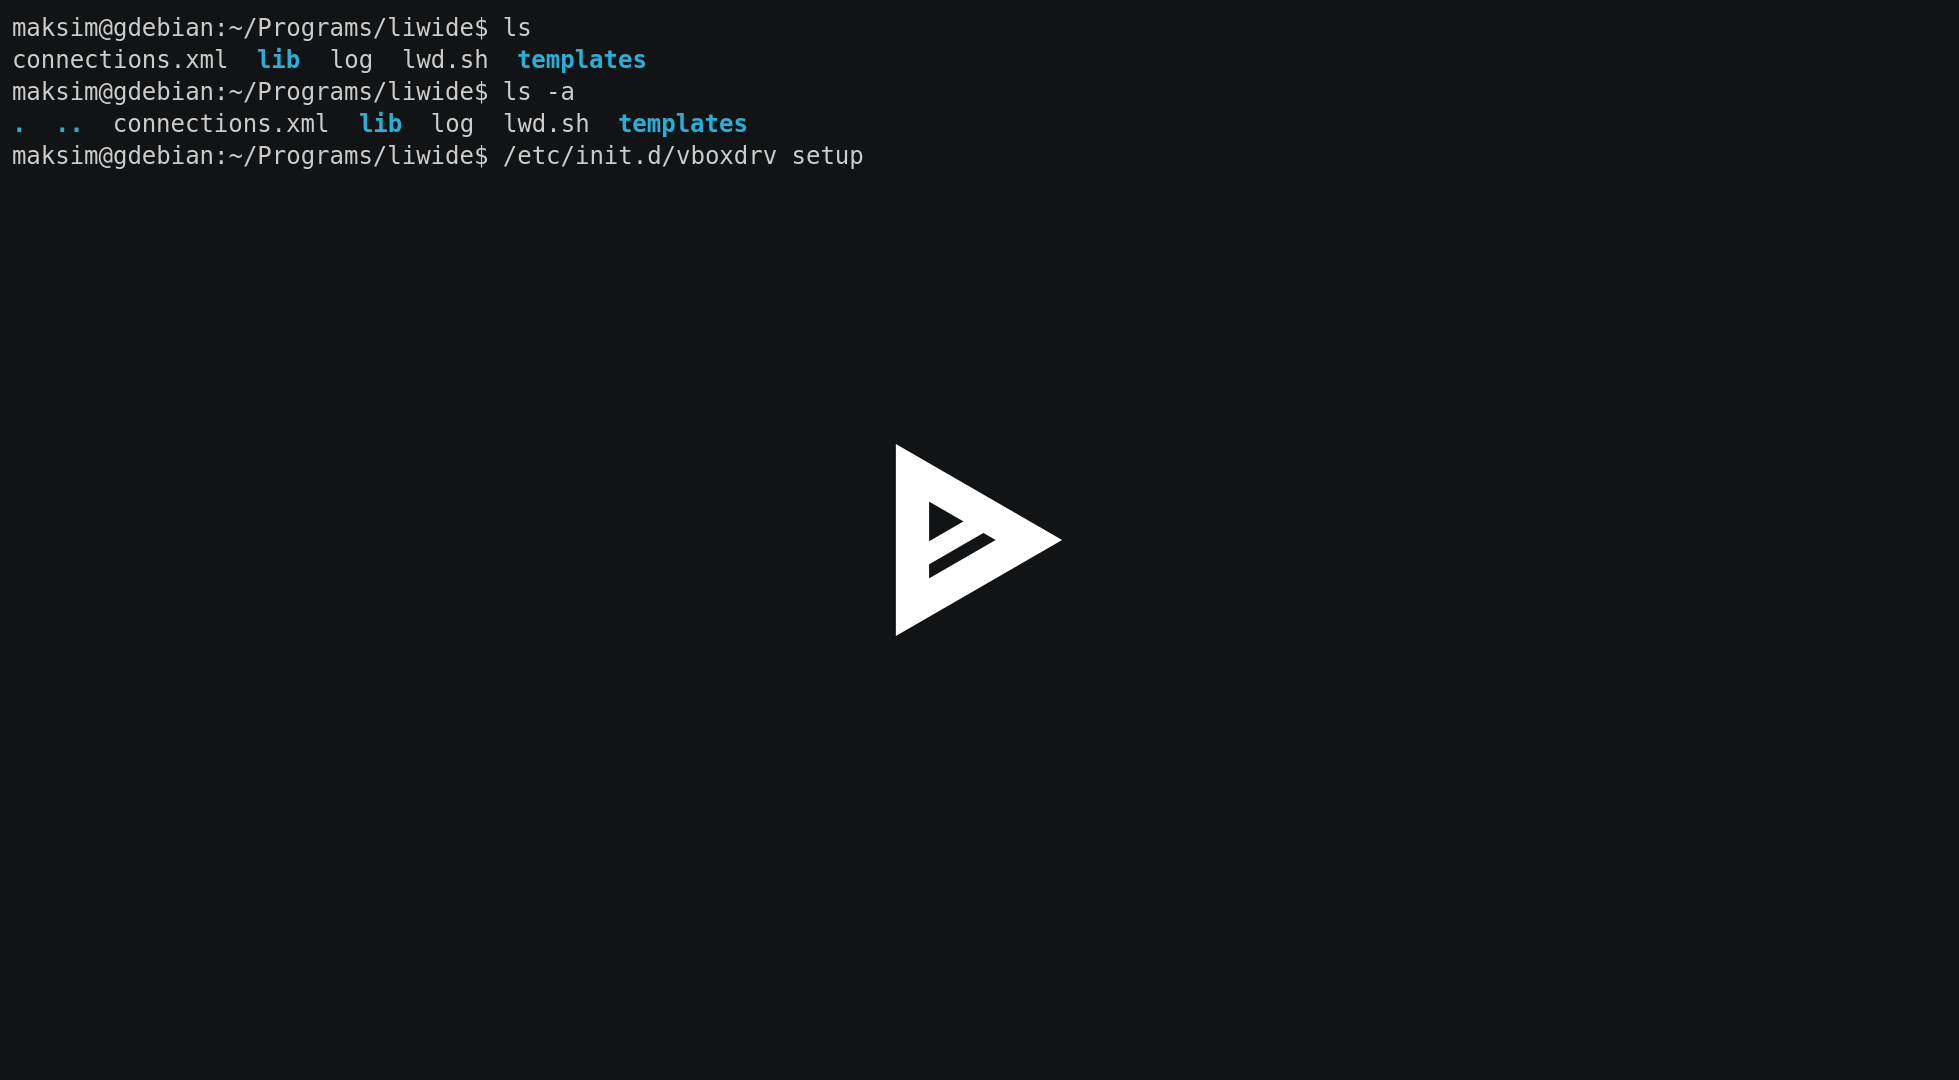 maksim@gdebian:~/Programs/liwide$ ls
connections.xml  lib  log  lwd.sh  templates
maksim@gdebian:~/Programs/liwide$ ls -a
.  ..  connections.xml  lib  log  lwd.sh  templates
maksim@gdebian:~/Programs/liwide$ /etc/init.d/vboxdrv setup